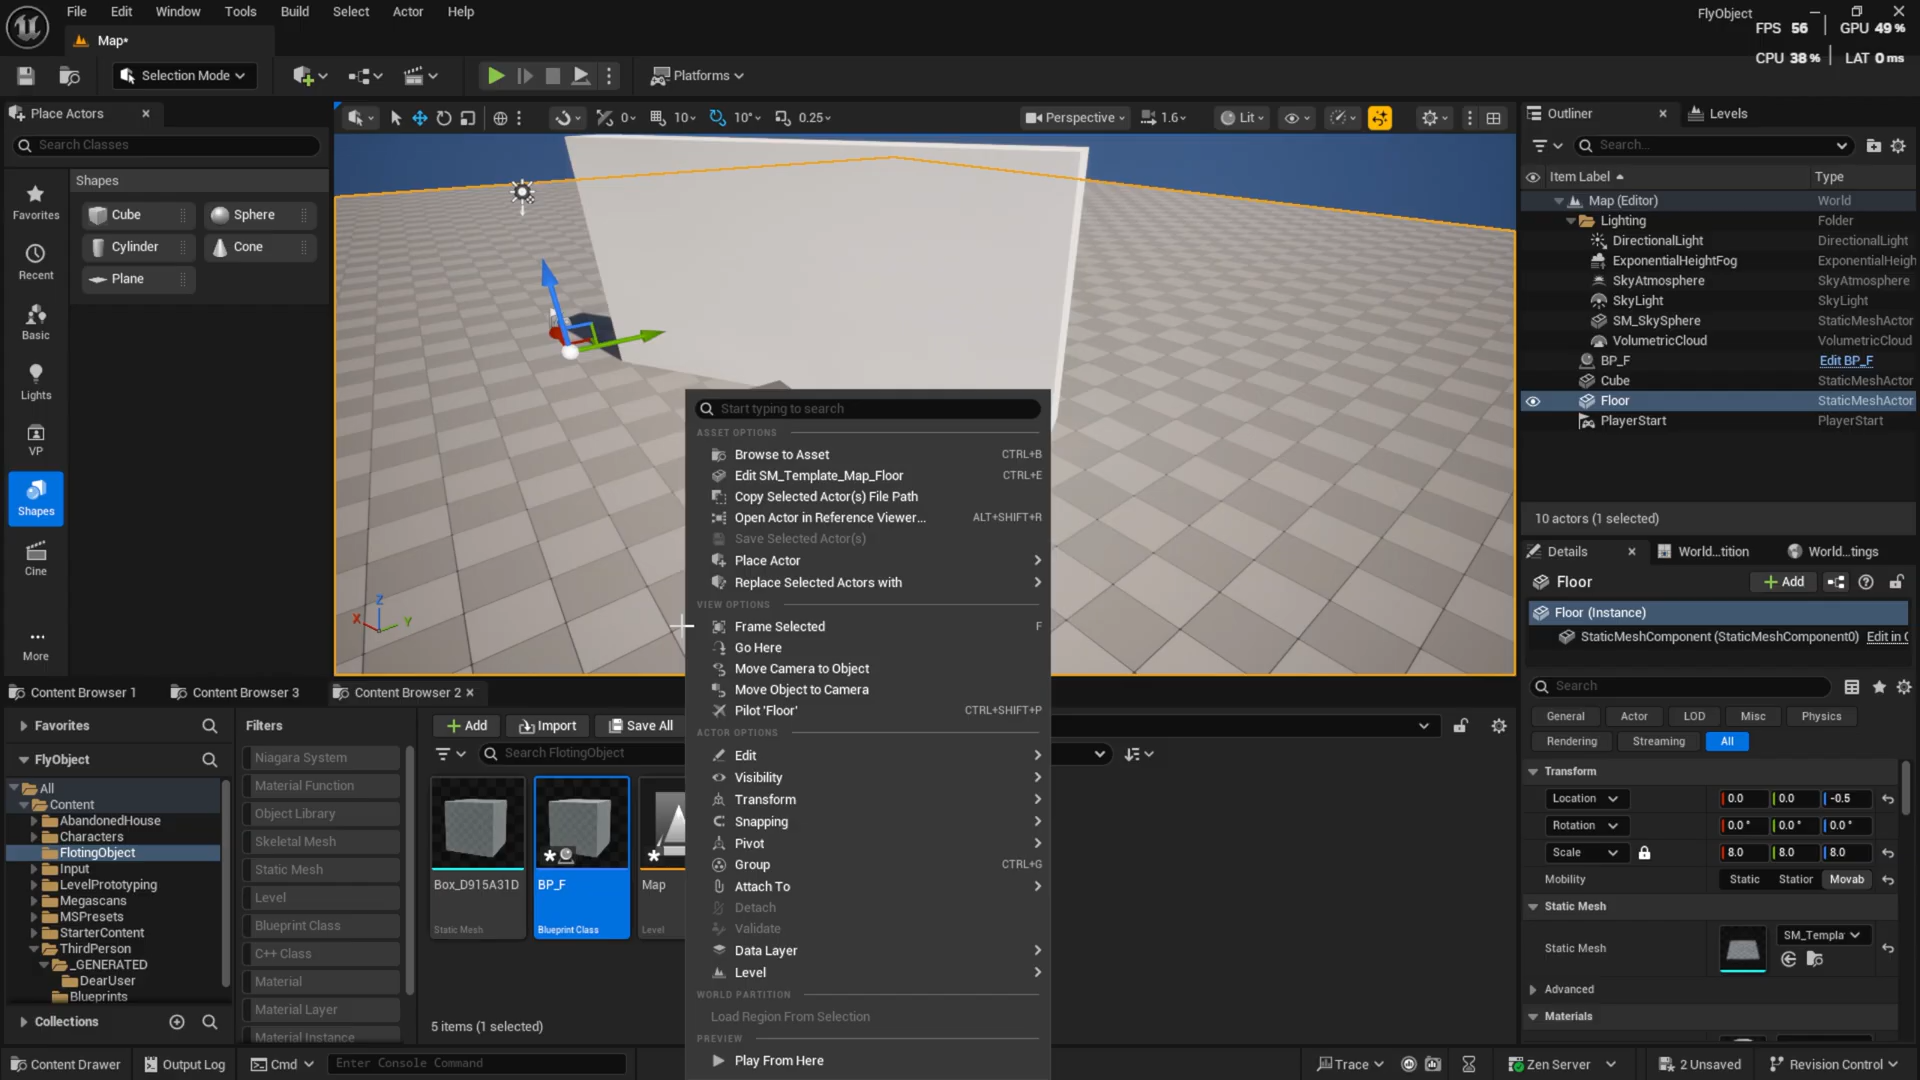 File Edit Window Tools Build Select Actor Help
FlyObject
FPS 56 GPU 49 %
CPU 38 % LAT 0 ms
Map*
Selection Mode
Platforms
Place Actors
Search Classes
Shapes
Cube
Sphere
Cylinder
Cone
Plane
Favorites
Recent
Basic
Lights
VP
Shapes
Cine
More
0
10
10°
0.25
Perspective
1.6
Lit
Z
X
Y
Start typing to search
ASSET OPTIONS
Browse to Asset CTRL+B
Edit SM_Template_Map_Floor CTRL+E
Copy Selected Actor(s) File Path
Open Actor in Reference Viewer... ALT+SHIFT+R
Save Selected Actor(s)
Place Actor
Replace Selected Actors with
VIEW OPTIONS
Frame Selected F
Go Here
Move Camera to Object
Move Object to Camera
Pilot 'Floor' CTRL+SHIFT+P
ACTOR OPTIONS
Edit
Visibility
Transform
Snapping
Pivot
Group CTRL+G
Attach To
Detach
Validate
Data Layer
Level
WORLD PARTITION
Load Region From Selection
PREVIEW
Play From Here
Outliner
Levels
Search...
Item Label Type
Map (Editor) World
Lighting Folder
DirectionalLight DirectionalLight
ExponentialHeightFog ExponentialHeigh
SkyAtmosphere SkyAtmosphere
SkyLight SkyLight
SM_SkySphere StaticMeshActor
VolumetricCloud VolumetricCloud
BP_F Edit BP_F
Cube StaticMeshActor
Floor StaticMeshActor
PlayerStart PlayerStart
10 actors (1 selected)
Details World...tition World...tings
Floor
Add
Floor (Instance)
StaticMeshComponent (StaticMeshComponent0) Edit in C
Search
General Actor LOD Misc Physics
Rendering Streaming All
Transform
Location 0.0 0.0 -0.5
Rotation 0.0 ° 0.0 ° 0.0 °
Scale 8.0 8.0 8.0
Mobility Static Station Movab
Static Mesh
Static Mesh SM_Templa
Advanced
Materials
Content Browser 1 Content Browser 3 Content Browser 2
Favorites
FlyObject
All
Content
AbandonedHouse
Characters
FlotingObject
Input
LevelPrototyping
Megascans
MSPresets
StarterContent
ThirdPerson
_GENERATED
DearUser
Blueprints
Collections
Filters
Niagara System
Material Function
Object Library
Skeletal Mesh
Static Mesh
Level
Blueprint Class
C++ Class
Material
Material Layer
Material Instance
Add Import Save All
Search FlotingObject
Box_D915A31D
Static Mesh
BP_F
Blueprint Class
Map
Level
5 items (1 selected)
Content Drawer Output Log Cmd Enter Console Command
Trace Zen Server 2 Unsaved Revision Control